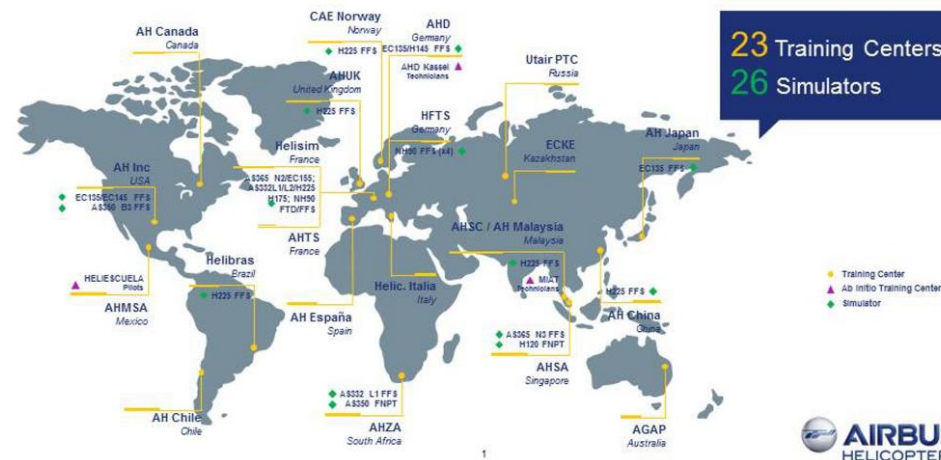 23 Training Centers
26 Simulators
AH Canada
Canada
CAE Norway
Norway
H225 FFS
AHD
Germany
EC135/H145 FFS
AHD Kassel
Technicians
Utair PTC
Russia
AHUK
United Kingdom
H225 FFS
HFTS
Germany
NH90 FFS (x4)
ECKE
Kazakhstan
AH Japan
Japan
EC135 FFS
Helisim
France
AS365 N2/EC155;
AS332L1/L2/H225
H175; NH90
FTD/FFS
AH Inc
USA
EC135/EC145 FFS
AS350 B3 FFS
AHTS
France
AHSC / AH Malaysia
Malaysia
H225 FFS
MIAT
Technicians
HELIESCUELA
Pilots
AHMSA
Mexico
Helibras
Brazil
H225 FFS
Helic. Italia
Italy
AH España
Spain
H225 FFS
AH China
China
Training Center
Ab Initio Training Center
Simulator
AS365 N3 FFS
H120 FNPT
AHSA
Singapore
AS332 L1 FFS
AS350 FNPT
AHZA
South Africa
AH Chile
Chile
AGAP
Australia
1
AIRBU
HELICOPTER